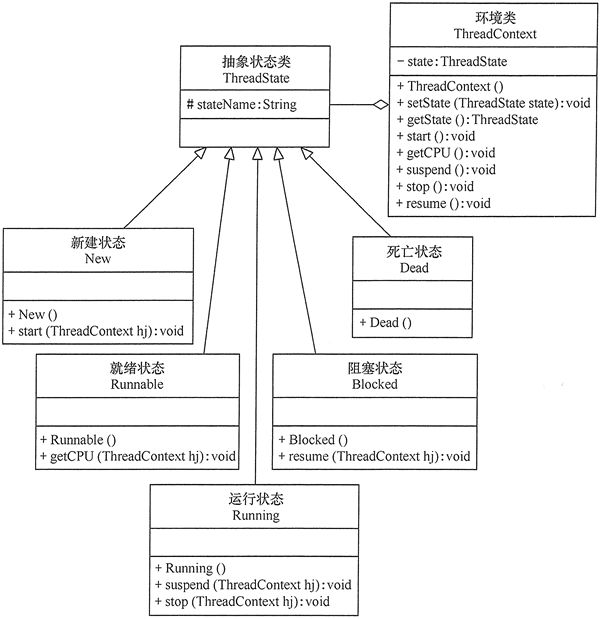 环境类
ThreadContext
− state:ThreadState
+ ThreadContext ()
+ setState (ThreadState state):void
+ getState ():ThreadState
+ start ():void
+ getCPU ():void
+ suspend ():void
+ stop ():void
+ resume ():void
抽象状态类
ThreadState
# stateName:String
新建状态
New
+ New ()
+ start (ThreadContext hj):void
死亡状态
Dead
+ Dead ()
就绪状态
Runnable
+ Runnable ()
+ getCPU (ThreadContext hj):void
阻塞状态
Blocked
+ Blocked ()
+ resume (ThreadContext hj):void
运行状态
Running
+ Running ()
+ suspend (ThreadContext hj):void
+ stop (ThreadContext hj):void